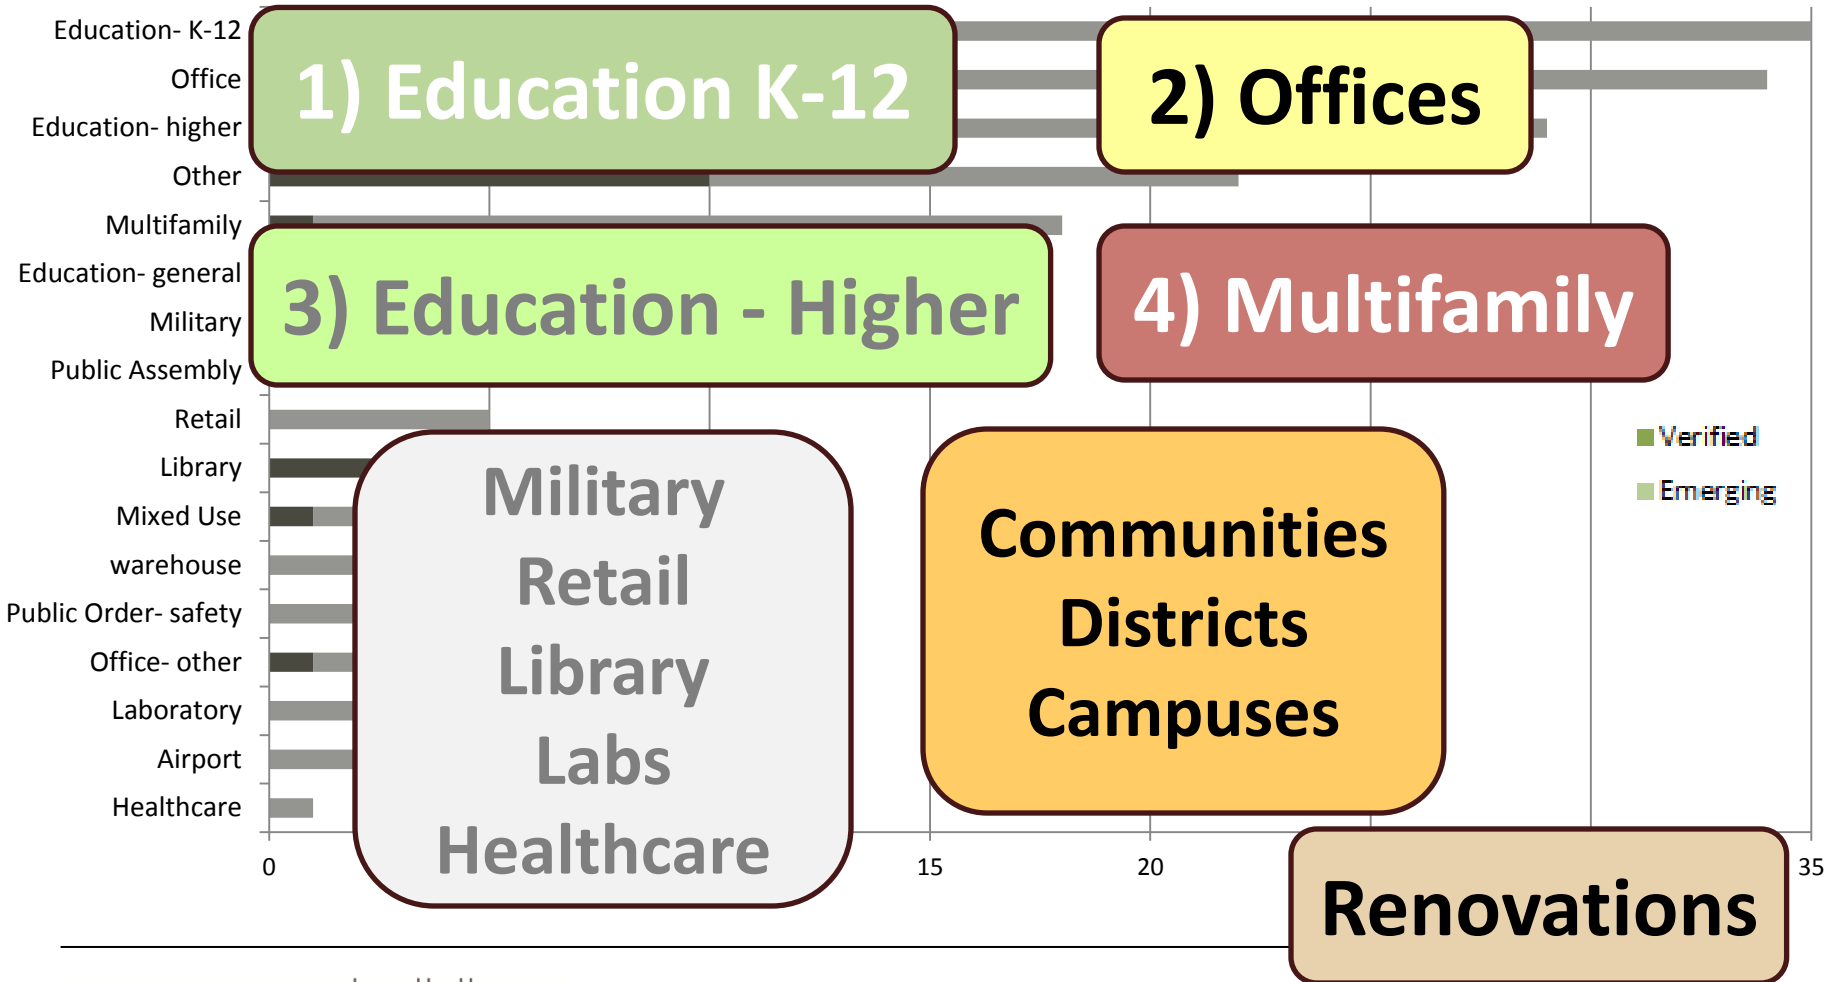 Education- K-12
Office
Education- higher
Other
Multifamily
Education- general
Military
Public Assembly
Retail
Library
Mixed Use
warehouse
Public Order- safety
Office- other
Laboratory
Airport
Healthcare
1) Education K-12
2) Offices
3) Education - Higher
4) Multifamily
Verified
Emerging
Military
Retail
Library
Labs
Healthcare
Communities
Districts
Campuses
0
15
20
35
Renovations